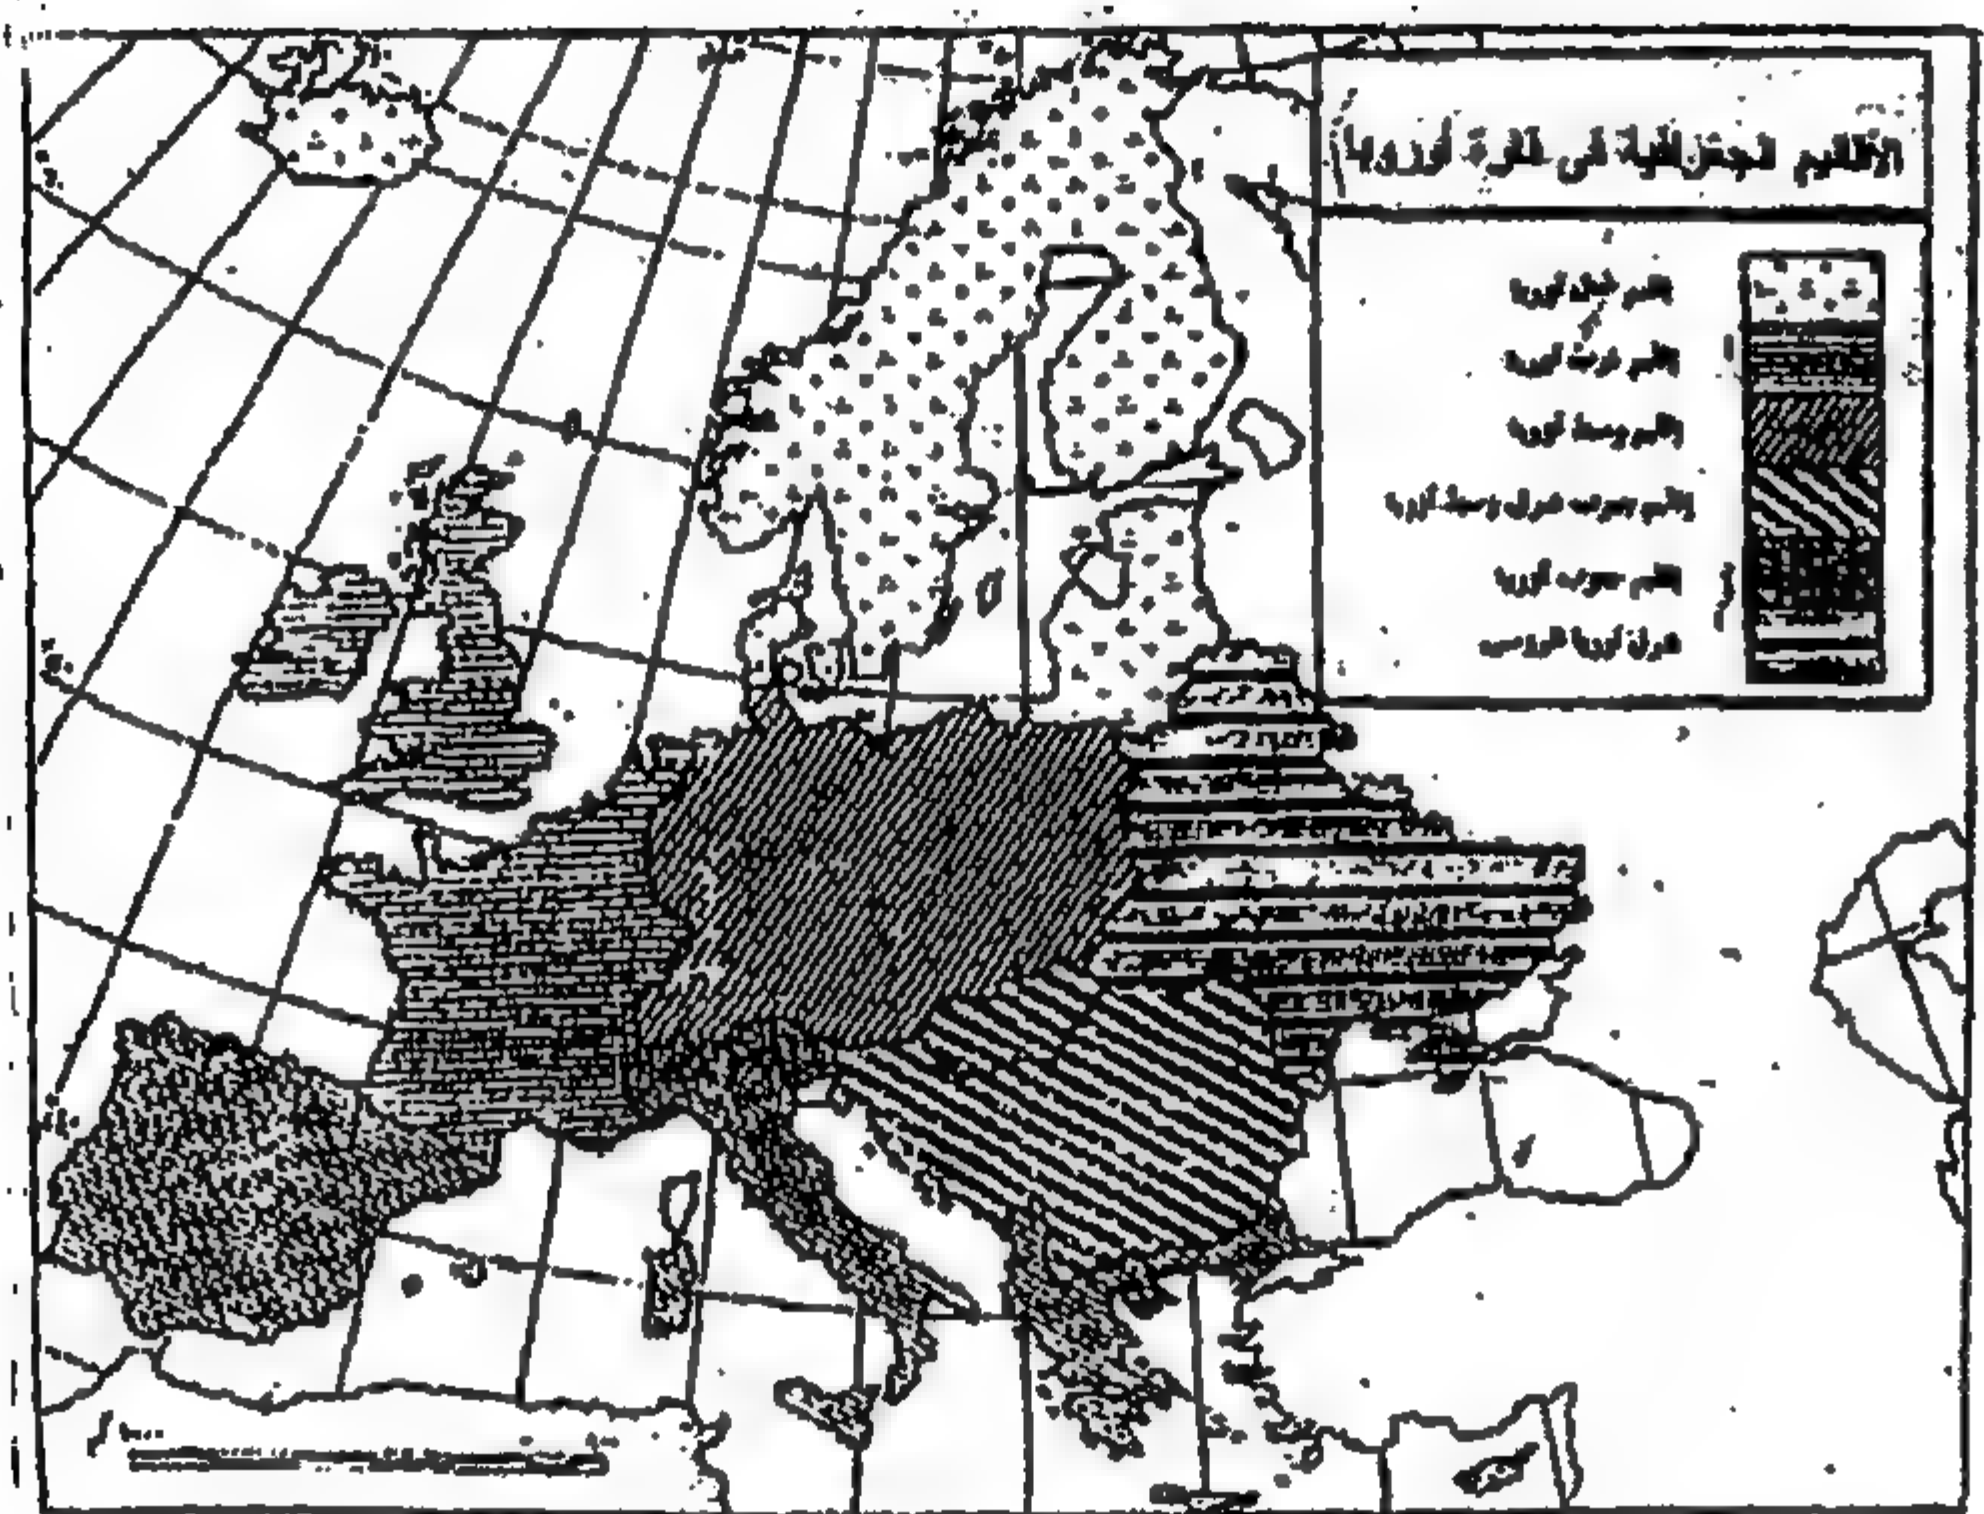 الأقاليم الجغرافية في قارة أوروبا
إقليم شمال أوروبا
إقليم غرب أوروبا
إقليم وسط أوروبا
إقليم جنوب شرق وسط أوروبا
إقليم جنوب أوروبا
شرق أوروبا الروسي